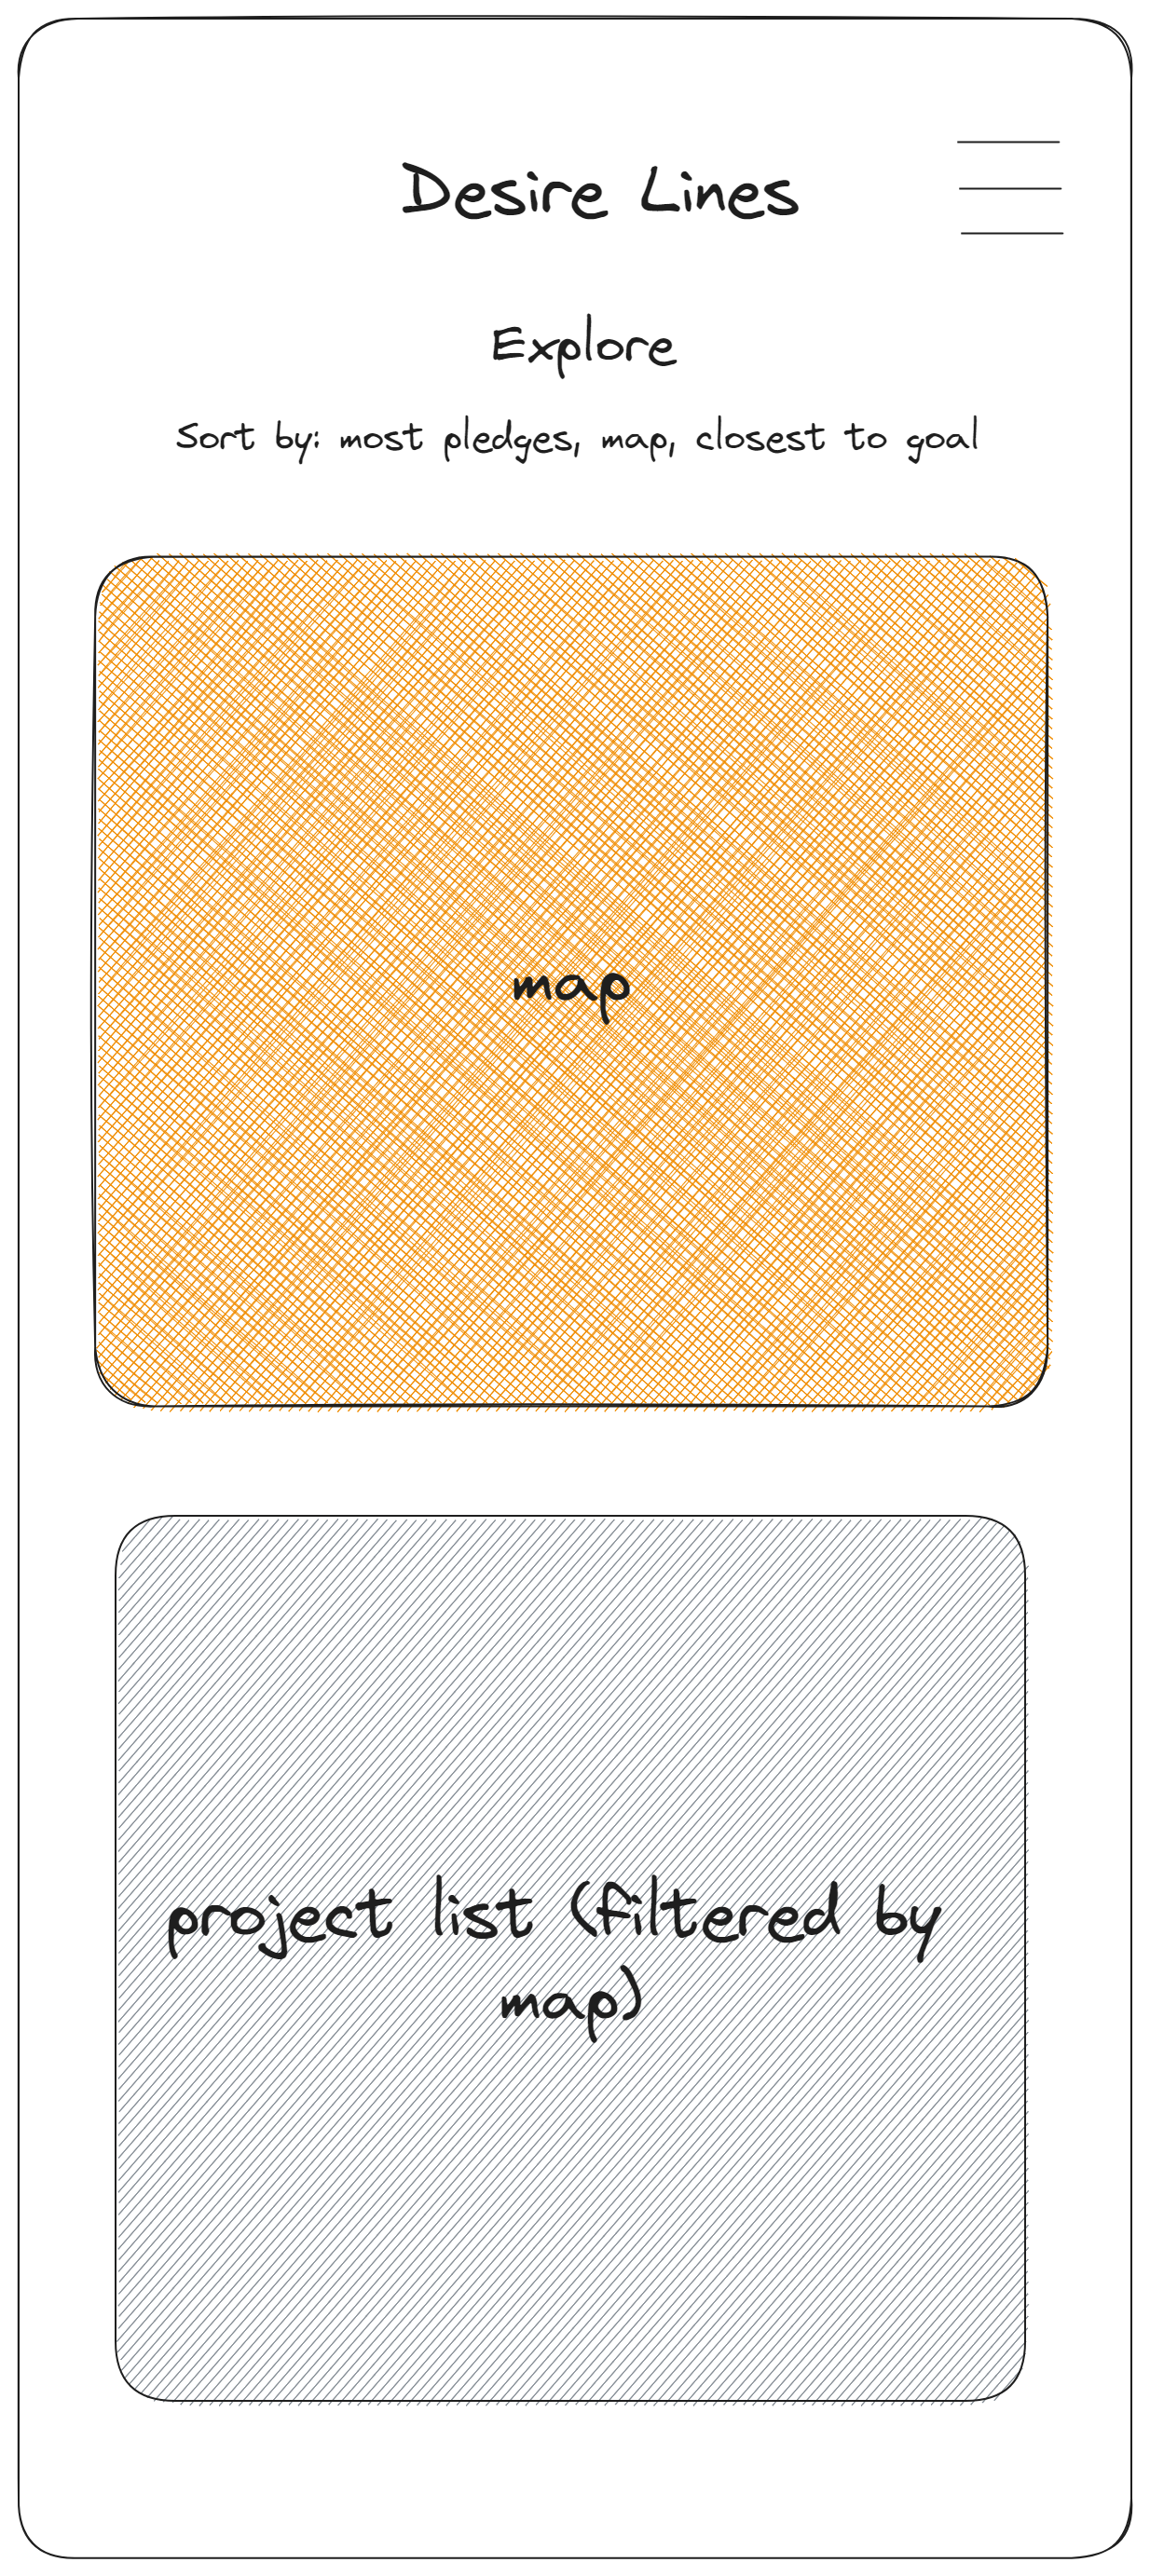 Desire Lines
Explore
Sort by: most pledges, map, closest to goal
map
project list (filtered by
map)